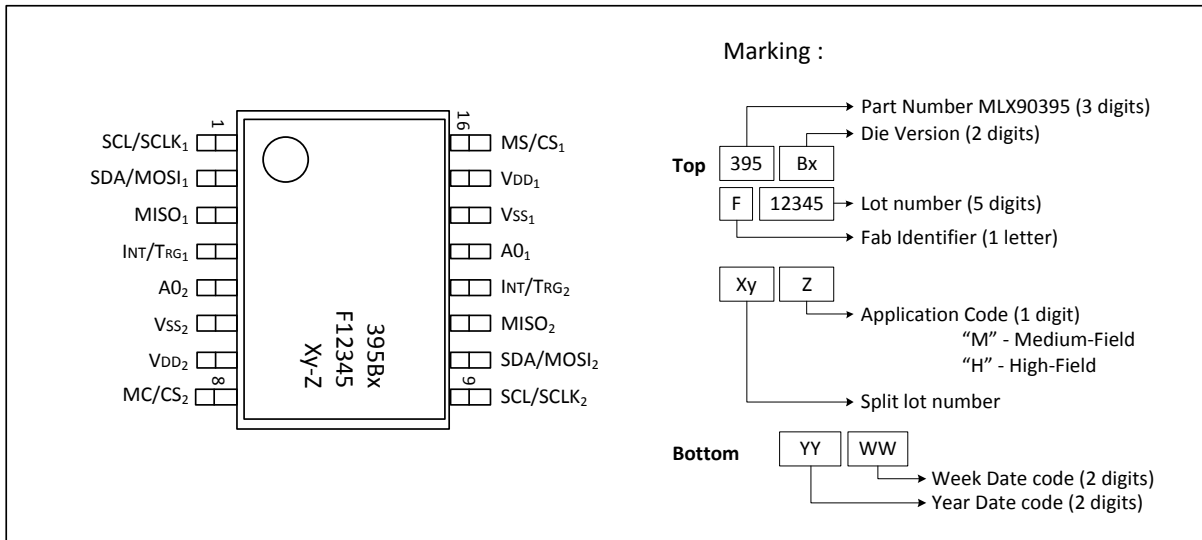 Marking :
1
16
SCL/SCLK1
SDA/MOSI1
MISO1
INT/TRG1
A02
VSS2
VDD2
MC/CS2
8
MS/CS1
VDD1
VSS1
A01
INT/TRG2
MISO2
SDA/MOSI2
SCL/SCLK2
9
395Bx
F12345
Xy-Z
Part Number MLX90395 (3 digits)
Die Version (2 digits)
Top 395 Bx
F 12345 Lot number (5 digits)
Fab Identifier (1 letter)
Xy Z
Application Code (1 digit)
“M” - Medium-Field
“H” - High-Field
Split lot number
Bottom YY WW
Week Date code (2 digits)
Year Date code (2 digits)